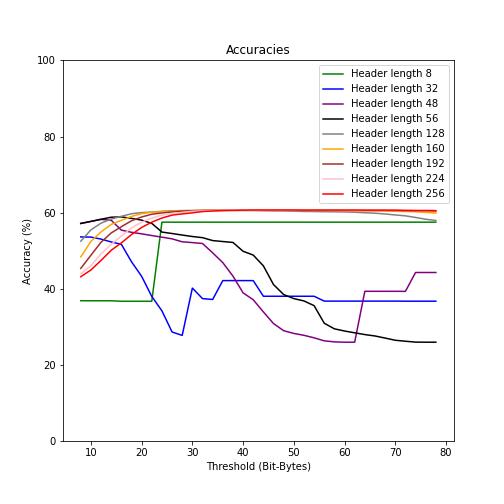 Accuracies
100
80
60
40
20
0
Accuracy (%)
Header length 8
Header length 32
Header length 48
Header length 56
Header length 128
Header length 160
Header length 192
Header length 224
Header length 256
10 20 30 40 50 60 70 80
Threshold (Bit-Bytes)